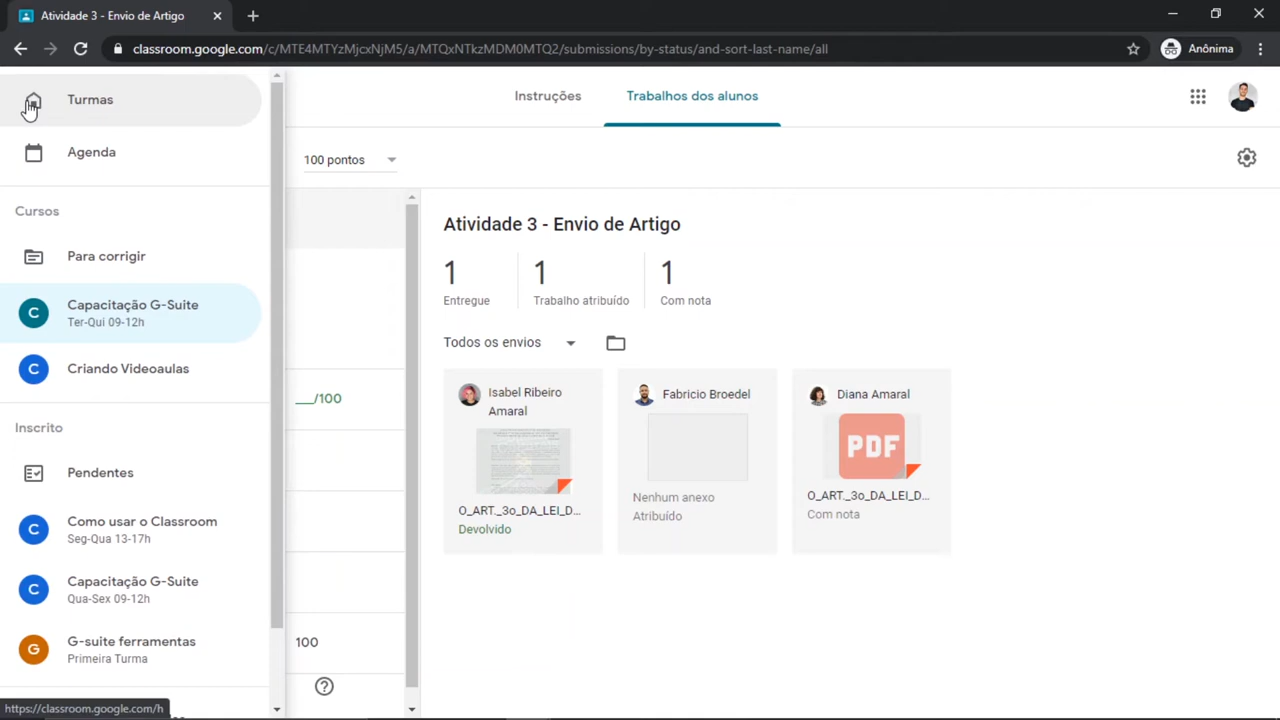 Atividade 3 - Envio de Artigo
classroom.google.com/c/MTE4MTYzMjcxNjM5/a/MTQxNTkzMDM0MTQ2/submissions/by-status/and-sort-last-name/all
Anônima
Turmas
Instruções
Trabalhos dos alunos
Agenda
100 pontos
Cursos
Para corrigir
C
Capacitação G-Suite
Ter-Qui 09-12h
C
Criando Videoaulas
Inscrito
Pendentes
C
Como usar o Classroom
Seg-Qua 13-17h
C
Capacitação G-Suite
Qua-Sex 09-12h
G
G-suite ferramentas
Primeira Turma
https://classroom.google.com/h
__/100
100
Atividade 3 - Envio de Artigo
1
Entregue
1
Trabalho atribuído
1
Com nota
Todos os envios
Isabel Ribeiro
Amaral
O_ART._3o_DA_LEI_D...
Devolvido
Fabricio Broedel
Nenhum anexo
Atribuído
Diana Amaral
PDF
O_ART._3o_DA_LEI_D...
Com nota